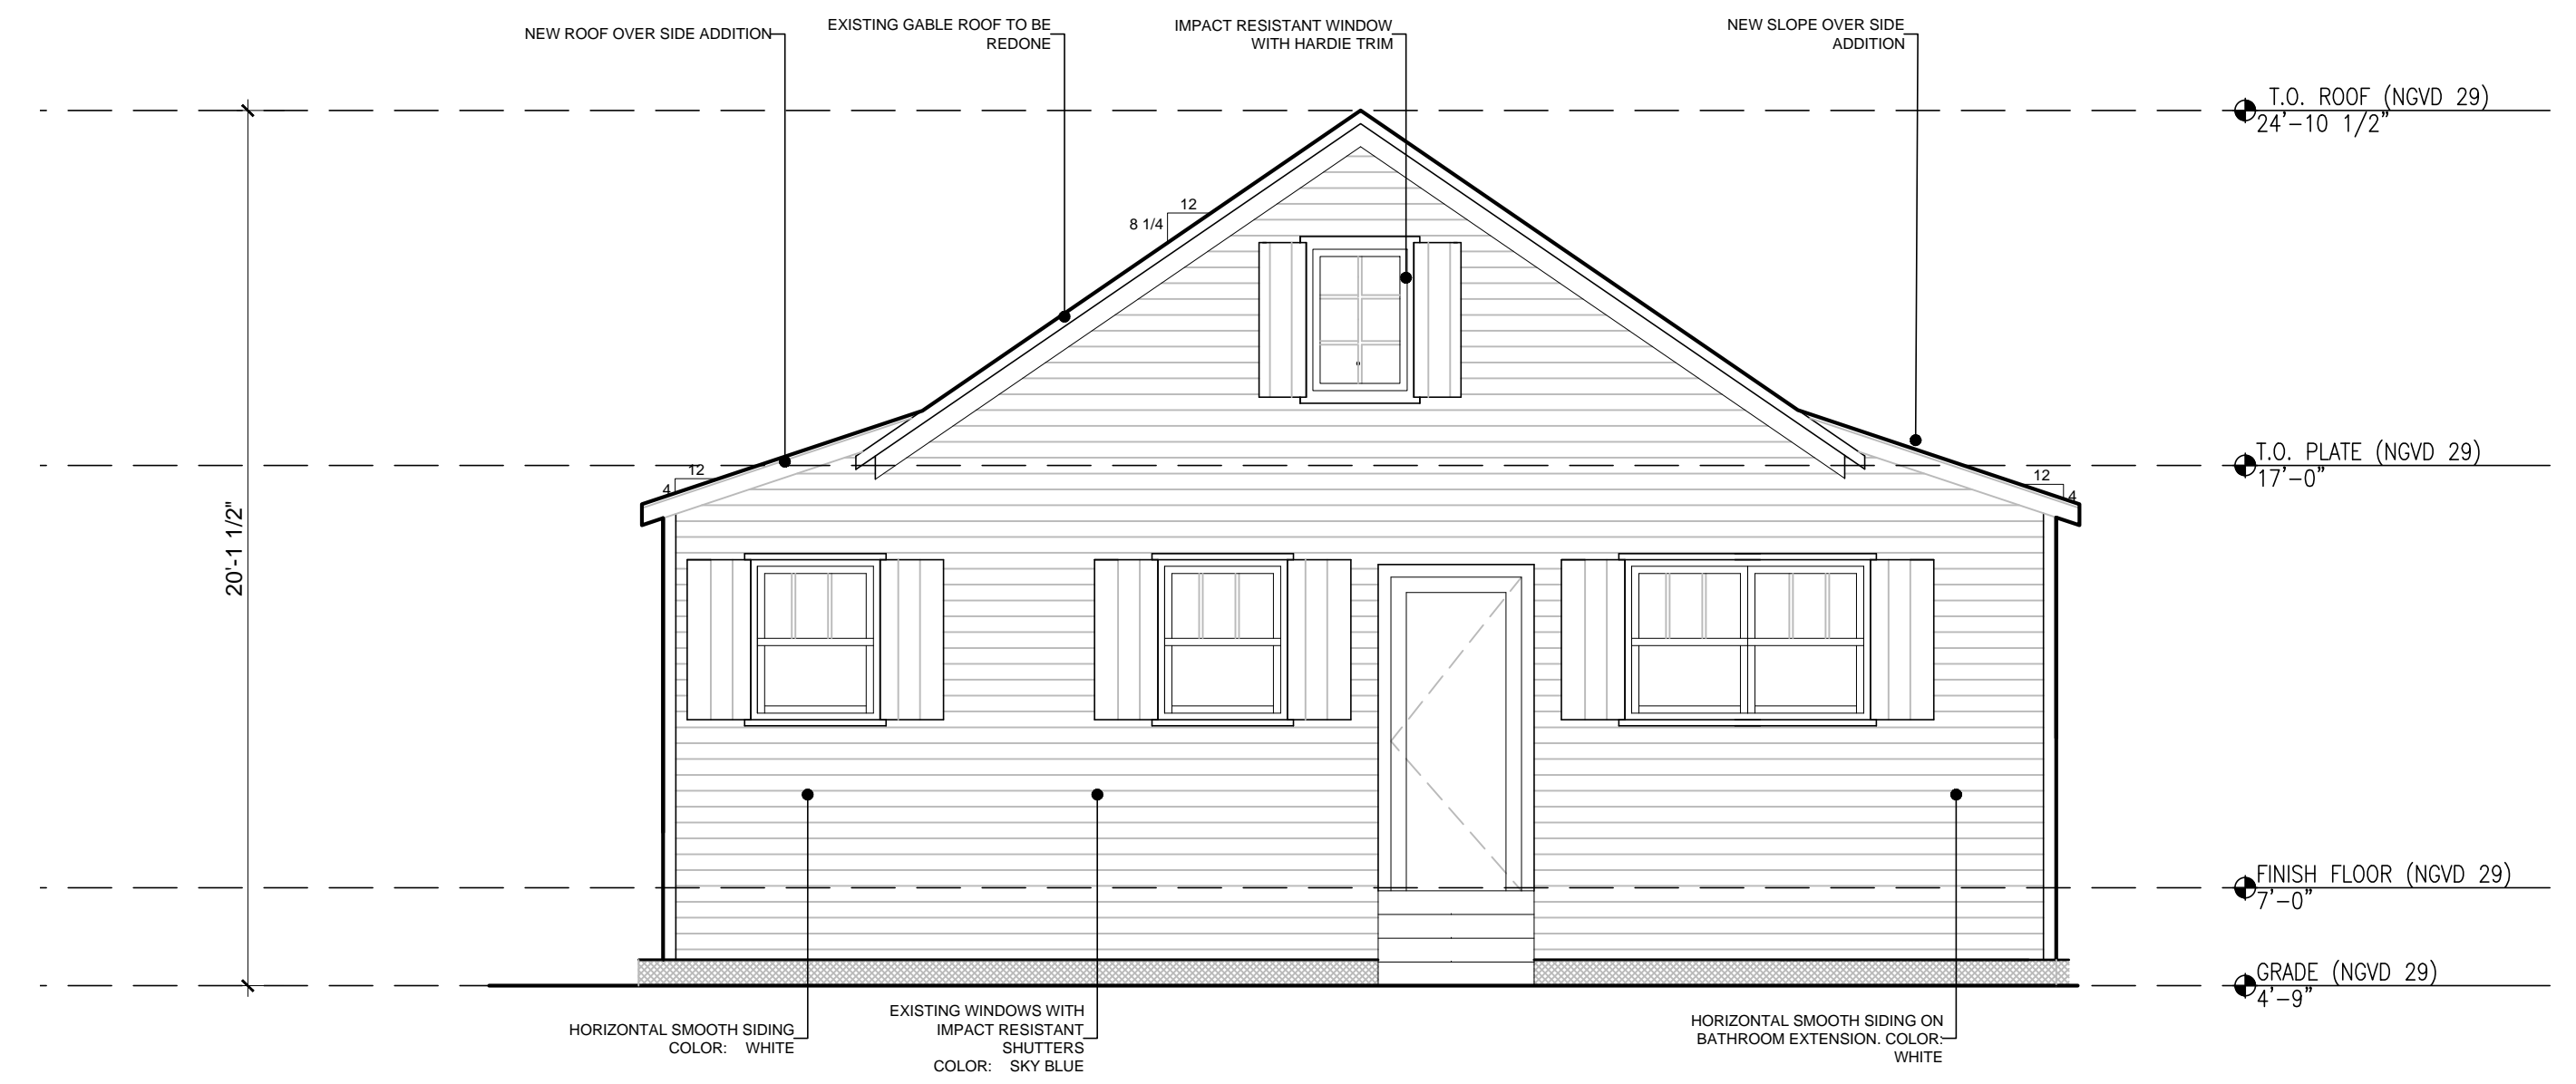 NEW ROOF OVER SIDE ADDITION
EXISTING GABLE ROOF TO BE
REDONE
IMPACT RESISTANT WINDOW
WITH HARDIE TRIM
NEW SLOPE OVER SIDE
ADDITION
T.O. ROOF (NGVD 29)
24'-10 1/2"
12
8 1/4
T.O. PLATE (NGVD 29)
17'-0"
12
4
12
4
20'-1 1/2"
FINISH FLOOR (NGVD 29)
7'-0"
GRADE (NGVD 29)
4'-9"
HORIZONTAL SMOOTH SIDING
COLOR: WHITE
EXISTING WINDOWS WITH
IMPACT RESISTANT
SHUTTERS
COLOR: SKY BLUE
HORIZONTAL SMOOTH SIDING ON
BATHROOM EXTENSION. COLOR:
WHITE